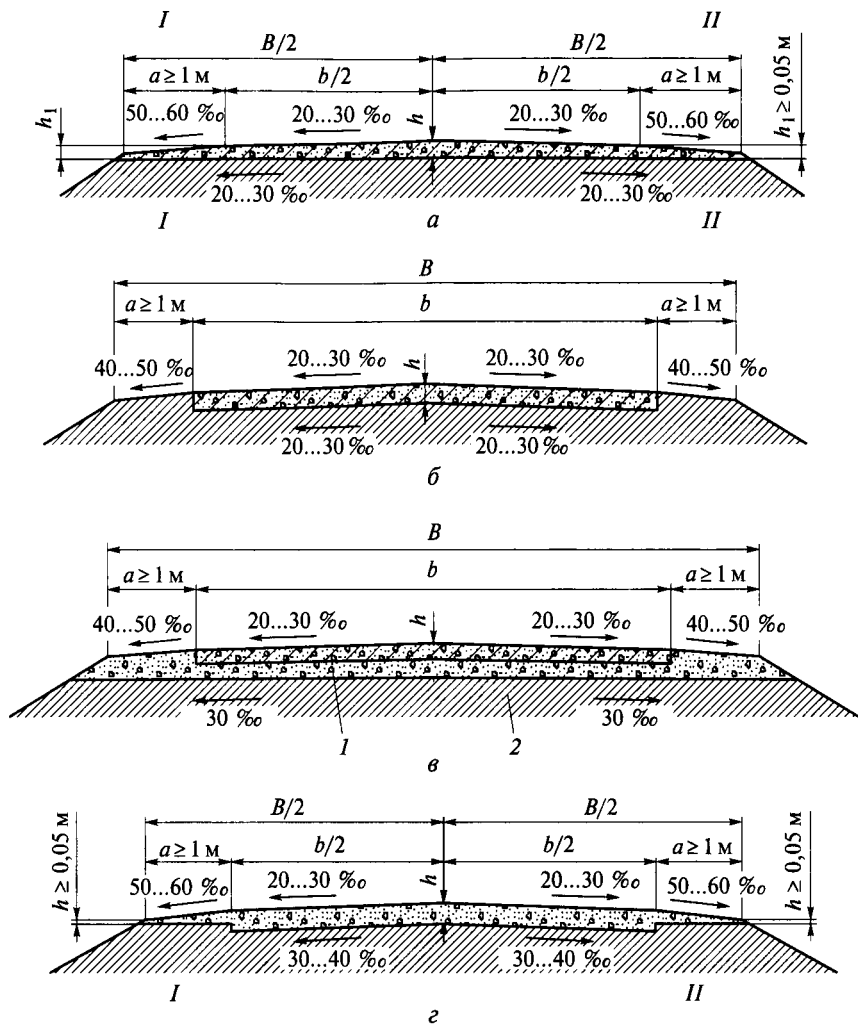 I II
B/2 B/2
a ≥ 1 м b/2 b/2 a ≥ 1 м
h₁ 50...60 ‰ 20...30 ‰ h 20...30 ‰ 50...60 ‰ h₁ ≥ 0,05 м
20...30 ‰ 20...30 ‰
I а II
B
a ≥ 1 м b a ≥ 1 м
40...50 ‰ 20...30 ‰ h 20...30 ‰ 40...50 ‰
20...30 ‰ 20...30 ‰
б
B
a ≥ 1 м b a ≥ 1 м
40...50 ‰ 20...30 ‰ h 20...30 ‰ 40...50 ‰
30 ‰ 1 2 30 ‰
в
B/2 B/2
h ≥ 0,05 м a ≥ 1 м b/2 b/2 a ≥ 1 м h ≥ 0,05 м
50...60 ‰ 20...30 ‰ h 20...30 ‰ 50...60 ‰
30...40 ‰ 30...40 ‰
I II
г